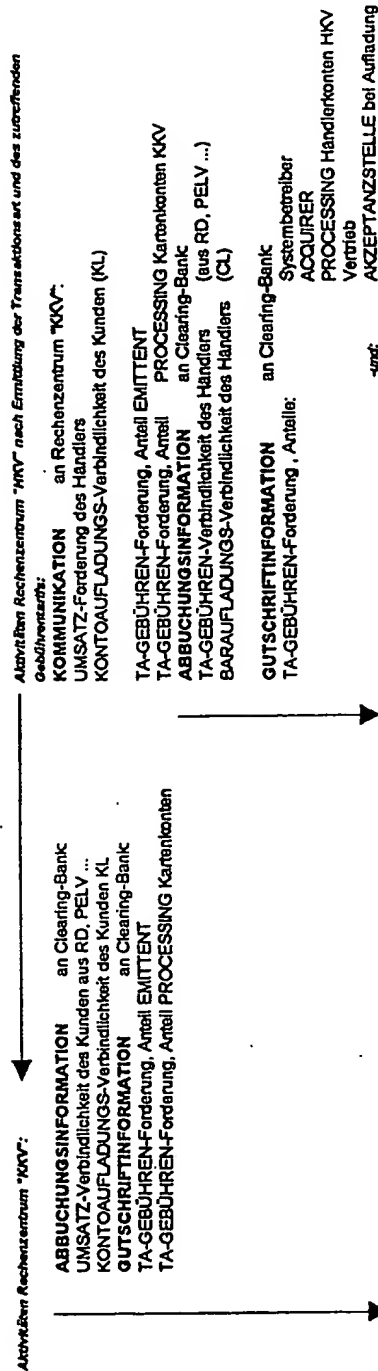 Aktivitäten Rechenzentrum "KKV":
ABBUCHUNGSINFORMATION an Clearing-Bank:
UMSATZ-Verbindlichkeit des Kunden aus RD, PELV ...
KONTOAUFLADUNGS-Verbindlichkeit des Kunden KL
GUTSCHRIFTINFORMATION an Clearing-Bank:
TA-GEBÜHREN-Forderung, Anteil EMITTENT
TA-GEBÜHREN-Forderung, Anteil PROCESSING Kartenkonten
Aktivitäten Rechenzentrum "HKV" nach Ermittlung der Transaktionsart und des zutreffenden
Gebührentarifs:
KOMMUNIKATION an Rechenzentrum "KKV":
UMSATZ-Forderung des Händlers
KONTOAUFLADUNGS-Verbindlichkeit des Kunden (KL)
TA-GEBÜHREN-Forderung, Anteil EMITTENT
TA-GEBÜHREN-Forderung, Anteil PROCESSING Kartenkonten KKV
ABBUCHUNGSINFORMATION an Clearing-Bank:
TA-GEBÜHREN-Verbindlichkeit des Händlers (aus RD, PELV ...)
BARAUFLADUNGS-Verbindlichkeit des Händlers (CL)
GUTSCHRIFTINFORMATION an Clearing-Bank:
TA-GEBÜHREN-Forderung , Anteile: Systembetreiber
ACQUIRER
PROCESSING Händlerkonten HKV
Vertrieb
AKZEPTANZSTELLE bei Aufladung
-und: